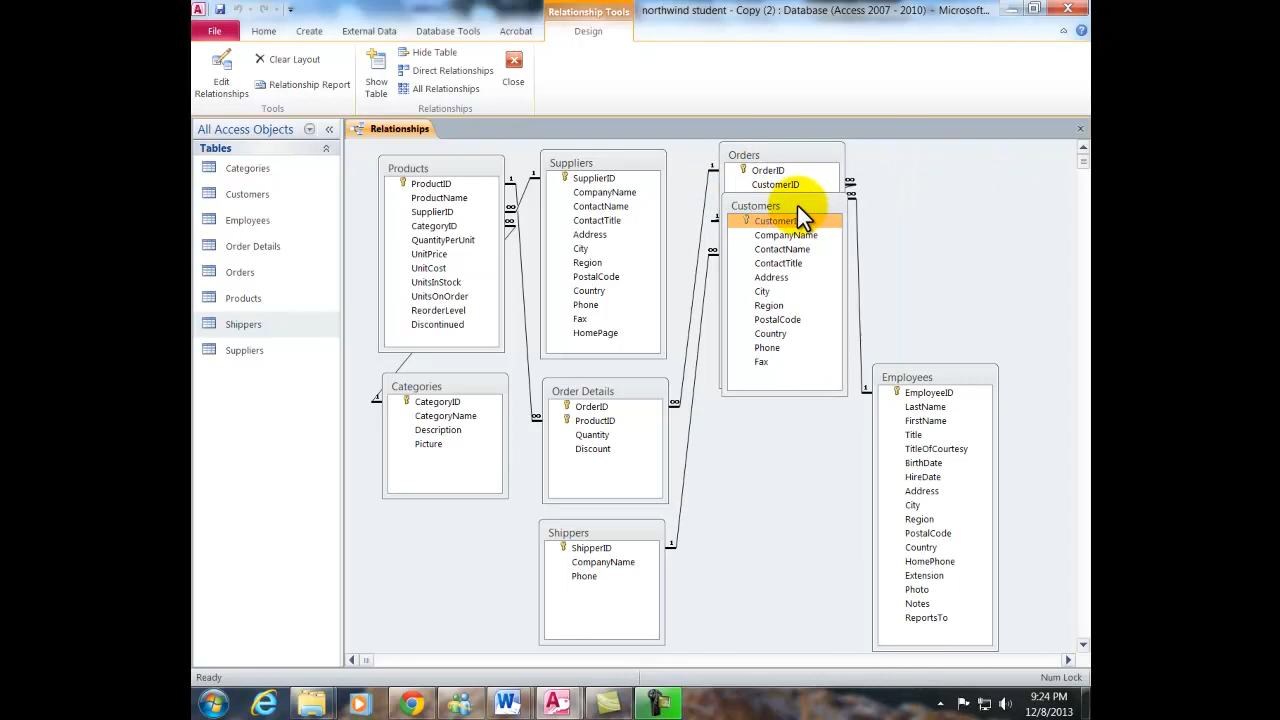 northwind student - Copy (2) : Database (Access 2007 - 2010) - Microsoft...
Relationship Tools
File
Home
Create
External Data
Database Tools
Acrobat
Design
Edit
Relationships
Clear Layout
Relationship Report
Tools
Show
Table
Hide Table
Direct Relationships
All Relationships
Relationships
Close
All Access Objects
Tables
Categories
Customers
Employees
Order Details
Orders
Products
Shippers
Suppliers
Relationships
Products
ProductID
ProductName
SupplierID
CategoryID
QuantityPerUnit
UnitPrice
UnitCost
UnitsInStock
UnitsOnOrder
ReorderLevel
Discontinued
Suppliers
SupplierID
CompanyName
ContactName
ContactTitle
Address
City
Region
PostalCode
Country
Phone
Fax
HomePage
Orders
OrderID
CustomerID
Customers
CustomerID
CompanyName
ContactName
ContactTitle
Address
City
Region
PostalCode
Country
Phone
Fax
Categories
CategoryID
CategoryName
Description
Picture
Order Details
OrderID
ProductID
Quantity
Discount
Shippers
ShipperID
CompanyName
Phone
Employees
EmployeeID
LastName
FirstName
Title
TitleOfCourtesy
BirthDate
HireDate
Address
City
Region
PostalCode
Country
HomePhone
Extension
Photo
Notes
ReportsTo
Ready
Num Lock
9:24 PM
12/8/2013